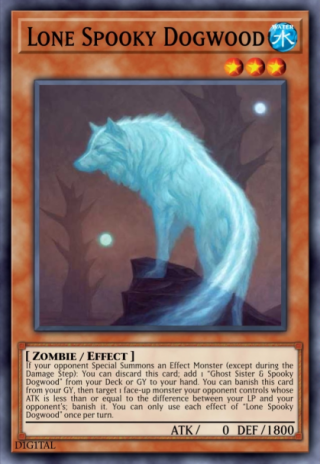 LONE SPOOKY DOGWOOD
WATER
水
[ ZOMBIE / EFFECT ]
If your opponent Special Summons an Effect Monster (except during the
Damage Step): You can discard this card; add 1 "Ghost Sister & Spooky
Dogwood" from your Deck or GY to your hand. You can banish this card
from your GY, then target 1 face-up monster your opponent controls whose
ATK is less than or equal to the difference between your LP and your
opponent's; banish it. You can only use each effect of "Lone Spooky
Dogwood" once per turn.
ATK / 0 DEF /1800
DIGITAL